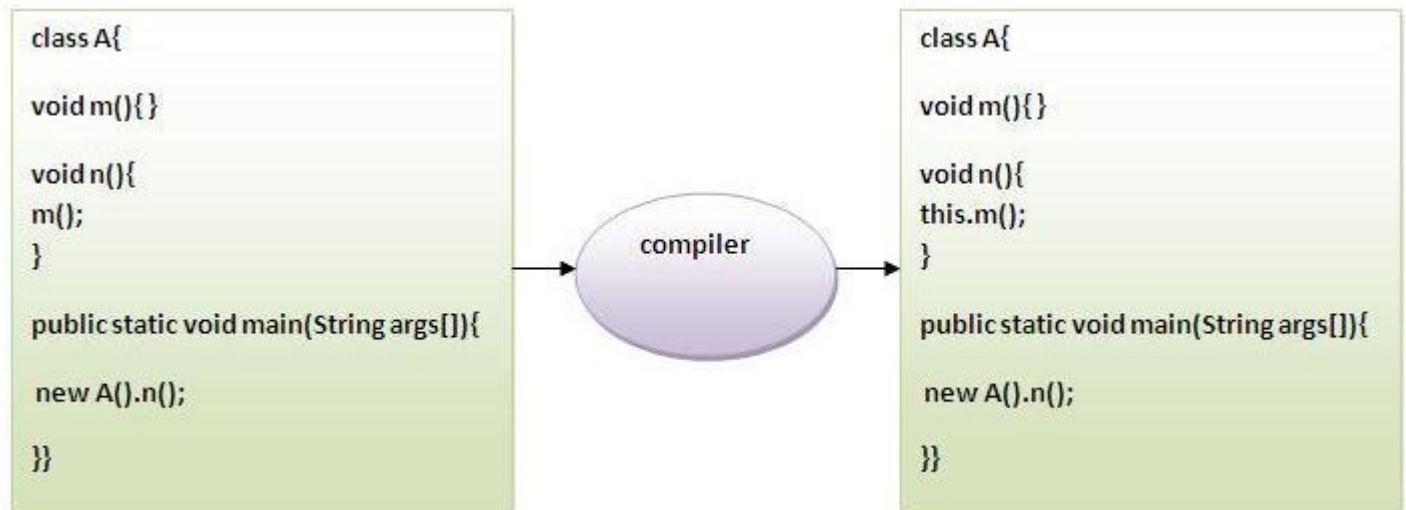 class A{
void m(){ }
void n(){
m();
}
public static void main(String args[]){
new A().n();
}}
compiler
class A{
void m(){ }
void n(){
this.m();
}
public static void main(String args[]){
new A().n();
}}